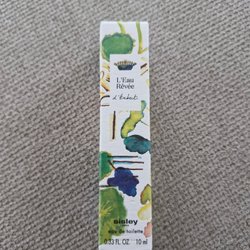 L'Eau
Rêvée
d'Hubert
sisley
eau de toilette
0.33 FL. OZ. 10 ml